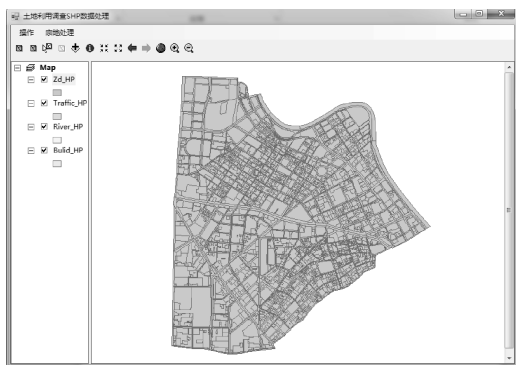 土地利用调查SHP数据处理
操作 宗地处理
Map
Zd_HP
Traffic_HP
River_HP
Bulid_HP